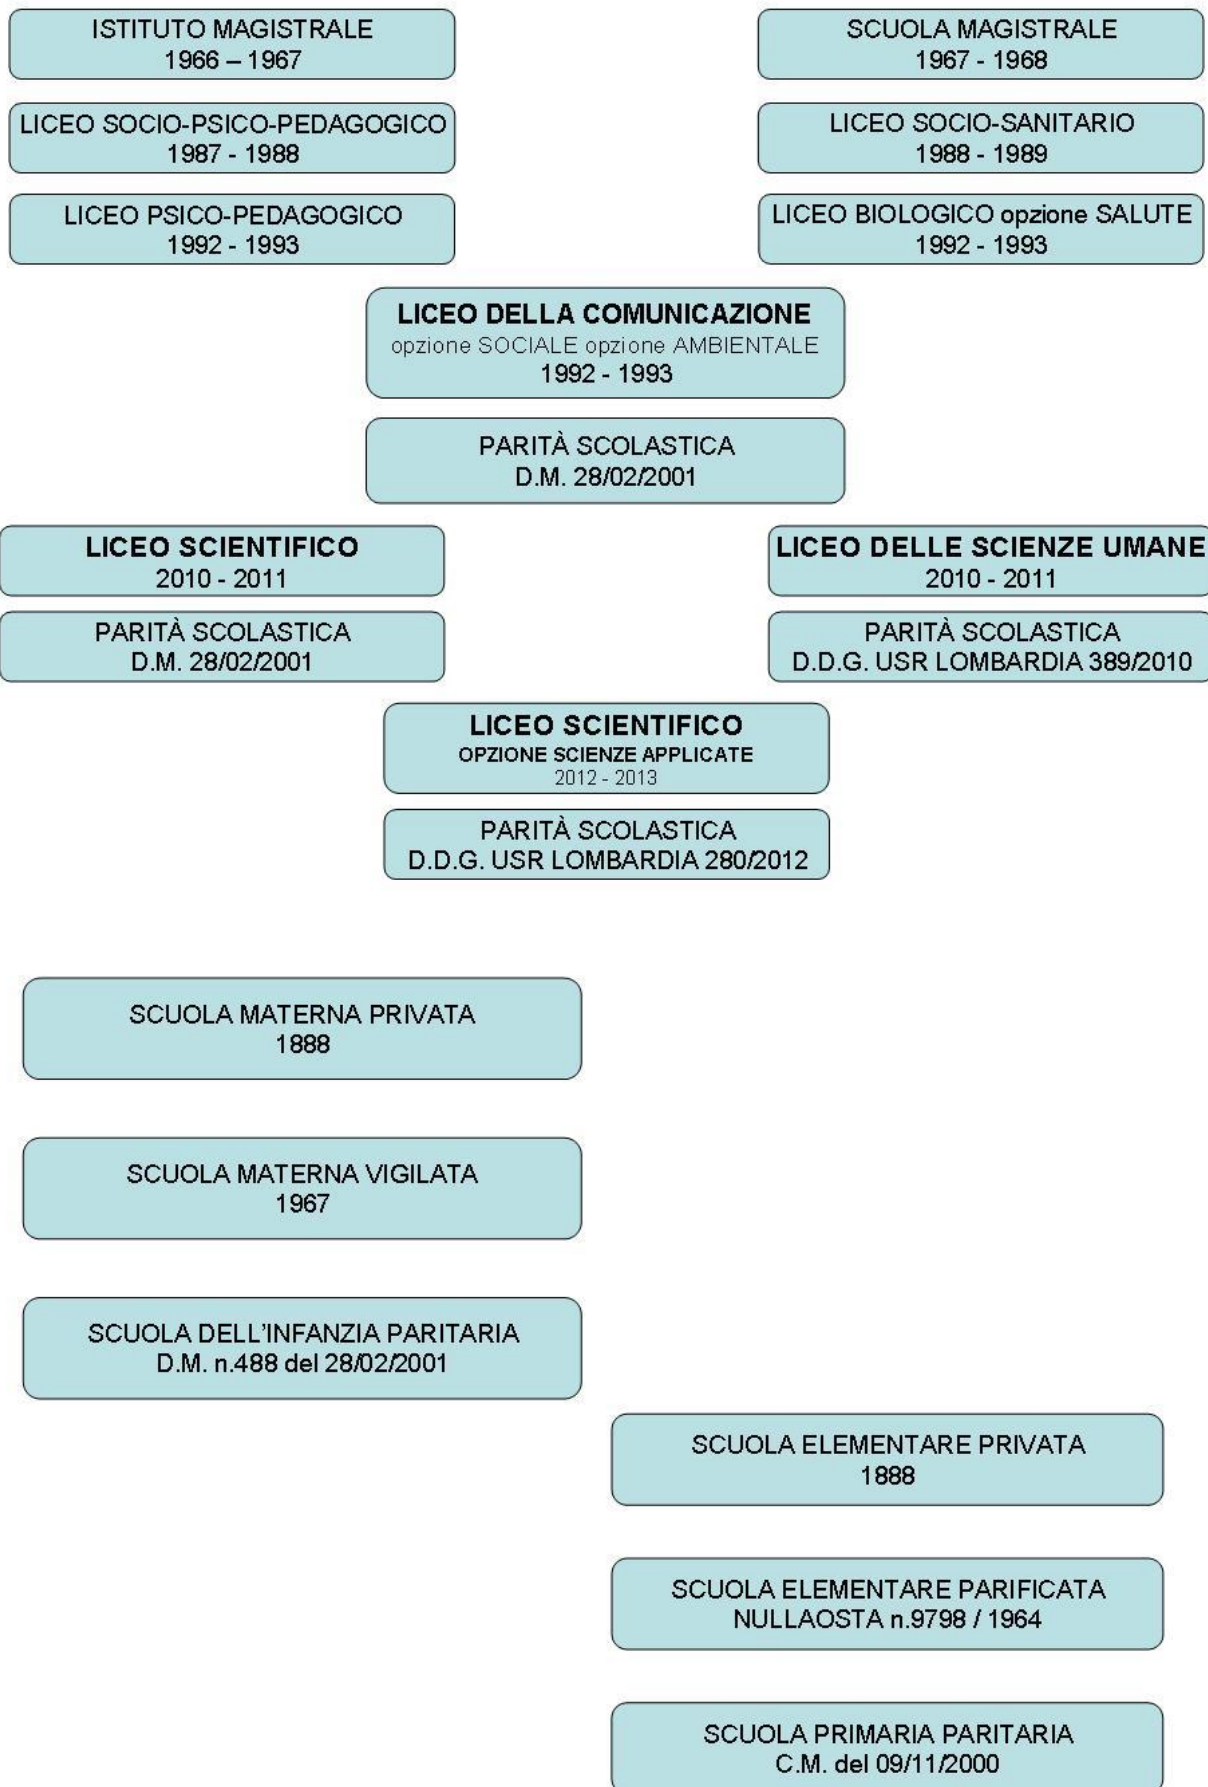 ISTITUTO MAGISTRALE
1966 – 1967
SCUOLA MAGISTRALE
1967 - 1968
LICEO SOCIO-PSICO-PEDAGOGICO
1987 - 1988
LICEO SOCIO-SANITARIO
1988 - 1989
LICEO PSICO-PEDAGOGICO
1992 - 1993
LICEO BIOLOGICO opzione SALUTE
1992 - 1993
LICEO DELLA COMUNICAZIONE
opzione SOCIALE opzione AMBIENTALE
1992 - 1993
PARITÀ SCOLASTICA
D.M. 28/02/2001
LICEO SCIENTIFICO
2010 - 2011
LICEO DELLE SCIENZE UMANE
2010 - 2011
PARITÀ SCOLASTICA
D.M. 28/02/2001
PARITÀ SCOLASTICA
D.D.G. USR LOMBARDIA 389/2010
LICEO SCIENTIFICO
OPZIONE SCIENZE APPLICATE
2012 - 2013
PARITÀ SCOLASTICA
D.D.G. USR LOMBARDIA 280/2012
SCUOLA MATERNA PRIVATA
1888
SCUOLA MATERNA VIGILATA
1967
SCUOLA DELL'INFANZIA PARITARIA
D.M. n.488 del 28/02/2001
SCUOLA ELEMENTARE PRIVATA
1888
SCUOLA ELEMENTARE PARIFICATA
NULLAOSTA n.9798 / 1964
SCUOLA PRIMARIA PARITARIA
C.M. del 09/11/2000